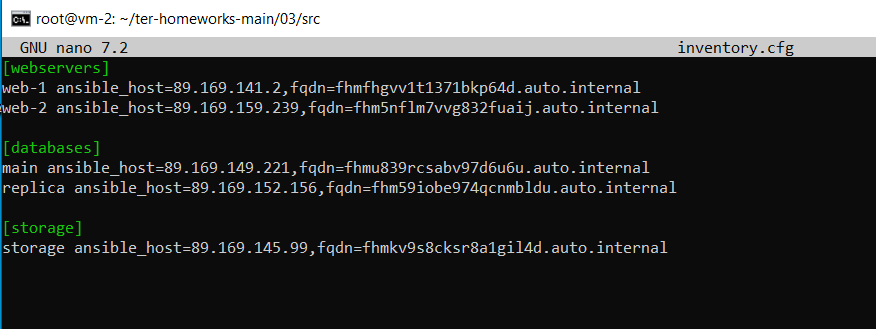 root@vm-2: ~/ter-homeworks-main/03/src
GNU nano 7.2 inventory.cfg
[webservers]
web-1 ansible_host=89.169.141.2,fqdn=fhmfhgvv1t1371bkp64d.auto.internal
web-2 ansible_host=89.169.159.239,fqdn=fhm5nflm7vvg832fuaij.auto.internal
[databases]
main ansible_host=89.169.149.221,fqdn=fhmu839rcsabv97d6u6u.auto.internal
replica ansible_host=89.169.152.156,fqdn=fhm59iobe974qcnmbldu.auto.internal
[storage]
storage ansible_host=89.169.145.99,fqdn=fhmkv9s8cksr8a1gil4d.auto.internal